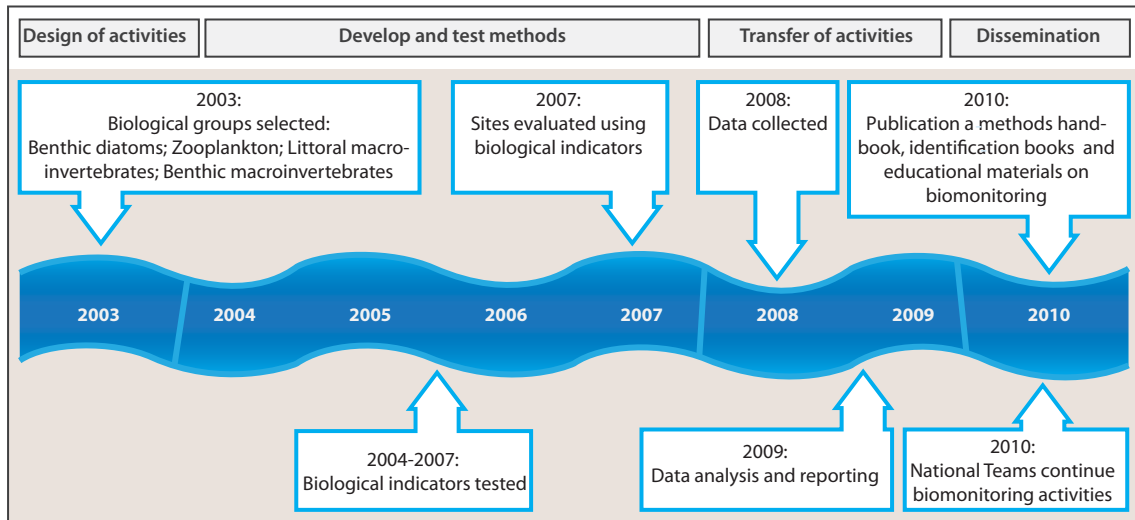 Design of activities
Develop and test methods
Transfer of activities
Dissemination
2003:
Biological groups selected:
Benthic diatoms; Zooplankton; Littoral macro-
invertebrates; Benthic macroinvertebrates
2007:
Sites evaluated using
biological indicators
2008:
Data collected
2010:
Publication a methods hand-
book, identification books and
educational materials on
biomonitoring
2003
2004
2005
2006
2007
2008
2009
2010
2004-2007:
Biological indicators tested
2009:
Data analysis and reporting
2010:
National Teams continue
biomonitoring activities